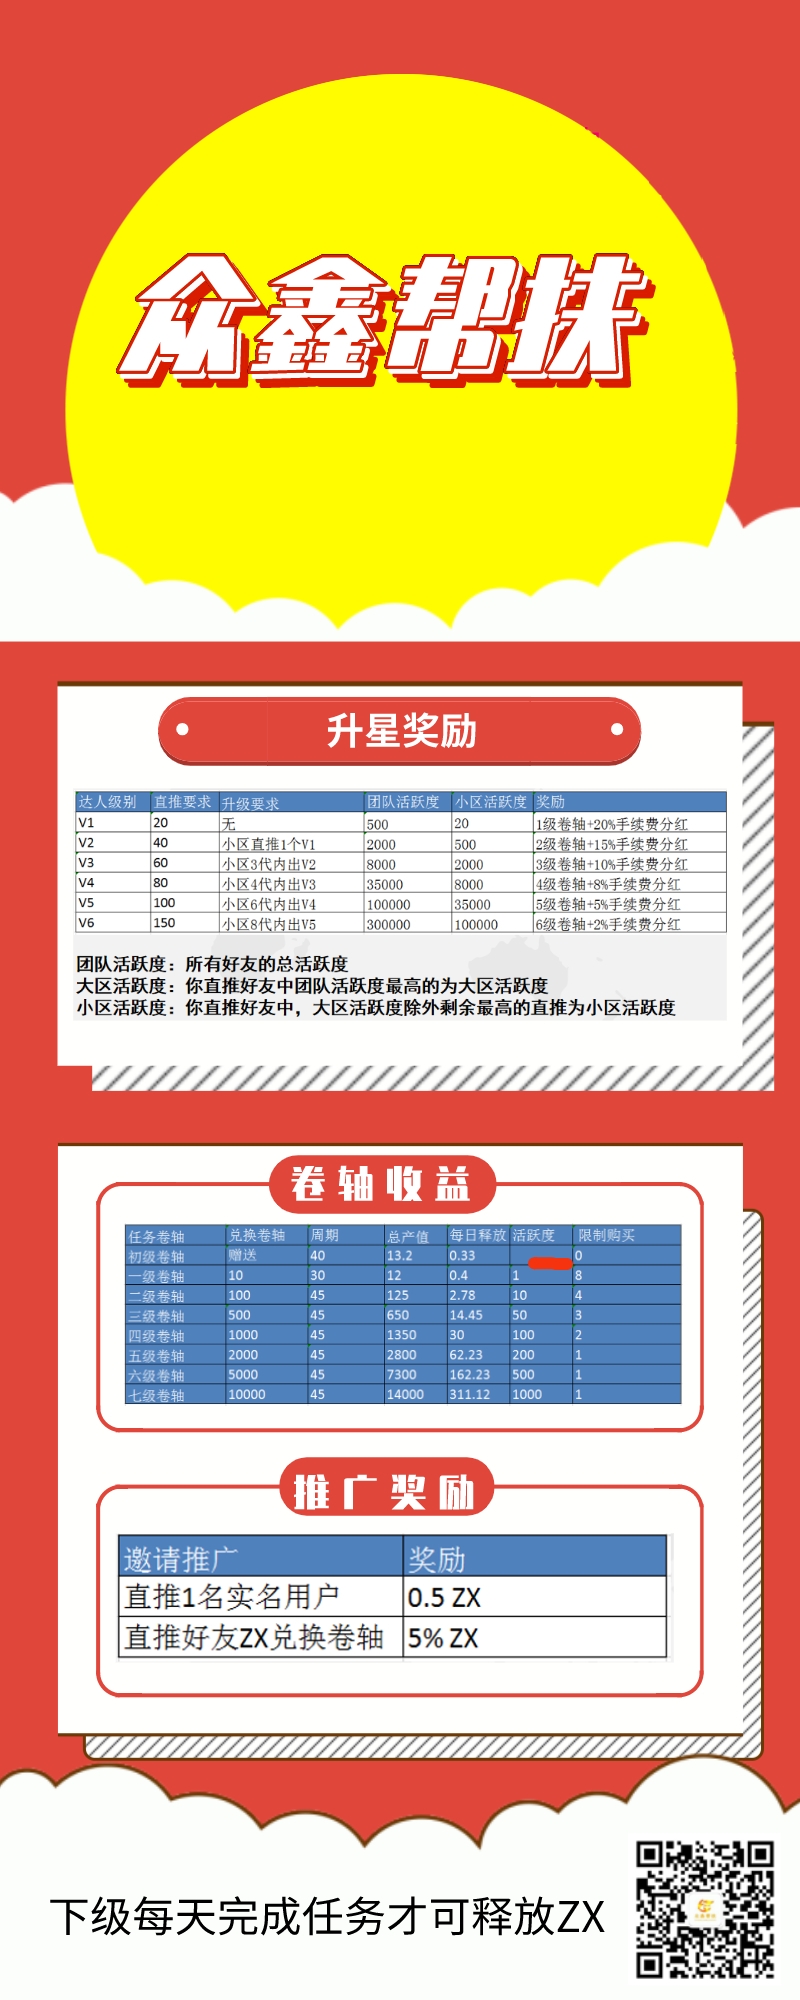 众鑫帮扶
升星奖励
达人级别 直推要求 升级要求 团队活跃度 小区活跃度 奖励
V1 20 无 500 20 1级卷轴+20%手续费分红
V2 40 小区直推1个V1 2000 500 2级卷轴+15%手续费分红
V3 60 小区3代内出V2 8000 2000 3级卷轴+10%手续费分红
V4 80 小区4代内出V3 35000 8000 4级卷轴+8%手续费分红
V5 100 小区6代内出V4 100000 35000 5级卷轴+5%手续费分红
V6 150 小区8代内出V5 300000 100000 6级卷轴+2%手续费分红
团队活跃度：所有好友的总活跃度
大区活跃度：你直推好友中团队活跃度最高的为大区活跃度
小区活跃度：你直推好友中，大区活跃度除外剩余最高的直推为小区活跃度
卷轴收益
任务卷轴 兑换卷轴 周期 总产值 每日释放 活跃度 限制购买
初级卷轴 赠送 40 13.2 0.33 0
一级卷轴 10 30 12 0.4 1 8
二级卷轴 100 45 125 2.78 10 4
三级卷轴 500 45 650 14.45 50 3
四级卷轴 1000 45 1350 30 100 2
五级卷轴 2000 45 2800 62.23 200 1
六级卷轴 5000 45 7300 162.23 500 1
七级卷轴 10000 45 14000 311.12 1000 1
推广奖励
邀请推广 奖励
直推1名实名用户 0.5 ZX
直推好友ZX兑换卷轴 5% ZX
下级每天完成任务才可释放ZX